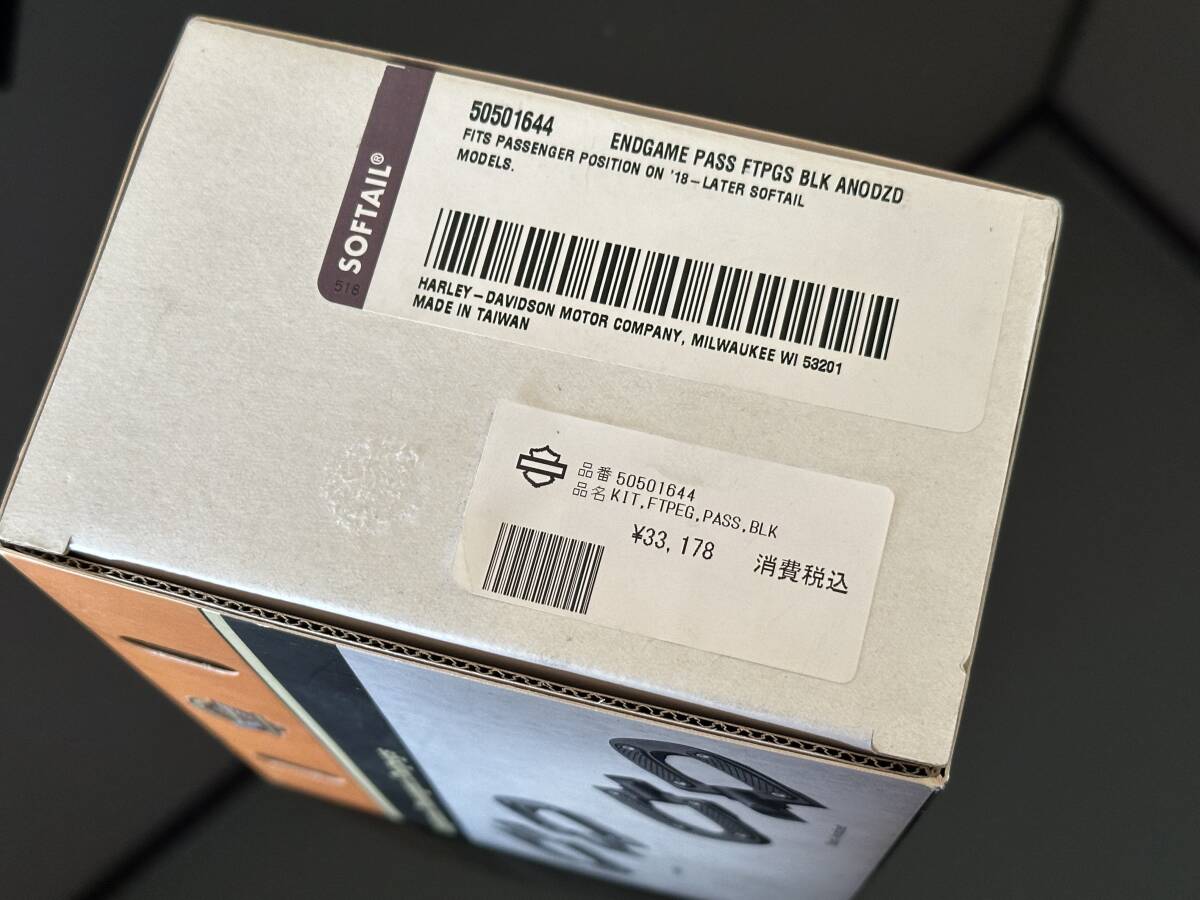 SOFTAIL®
518
50501644 ENDGAME PASS FTPGS BLK ANODZD
FITS PASSENGER POSITION ON '18-LATER SOFTAIL
MODELS.
HARLEY-DAVIDSON MOTOR COMPANY, MILWAUKEE WI 53201
MADE IN TAIWAN
品番 50501644
品名 KIT,FTPEG,PASS,BLK
¥33,178 消費税込